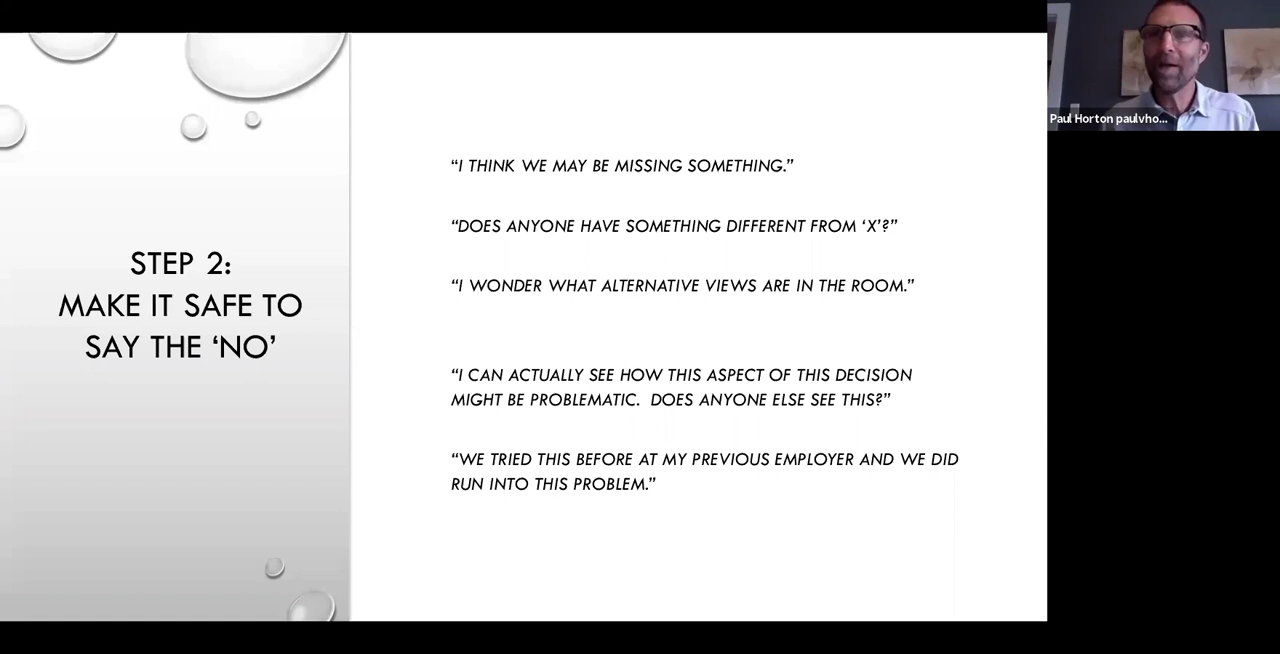 STEP 2:
MAKE IT SAFE TO
SAY THE ‘NO’
“I THINK WE MAY BE MISSING SOMETHING.”
“DOES ANYONE HAVE SOMETHING DIFFERENT FROM ‘X’?”
“I WONDER WHAT ALTERNATIVE VIEWS ARE IN THE ROOM.”
“I CAN ACTUALLY SEE HOW THIS ASPECT OF THIS DECISION
MIGHT BE PROBLEMATIC.  DOES ANYONE ELSE SEE THIS?”
“WE TRIED THIS BEFORE AT MY PREVIOUS EMPLOYER AND WE DID
RUN INTO THIS PROBLEM.”
Paul Horton paulvho...